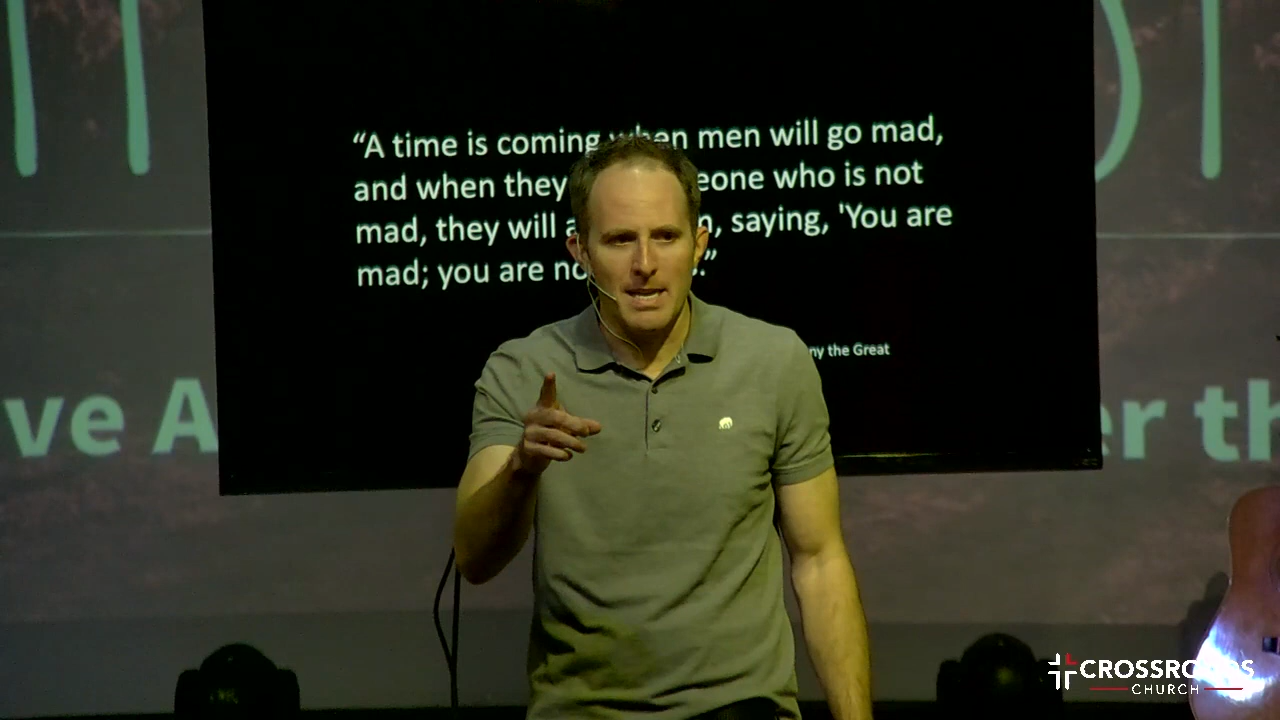 “A time is coming when men will go mad,
and when they eone who is not
mad, they will a n, saying, 'You are
mad; you are no .”
ny the Great
ve A er th
CROSSROADS
CHURCH